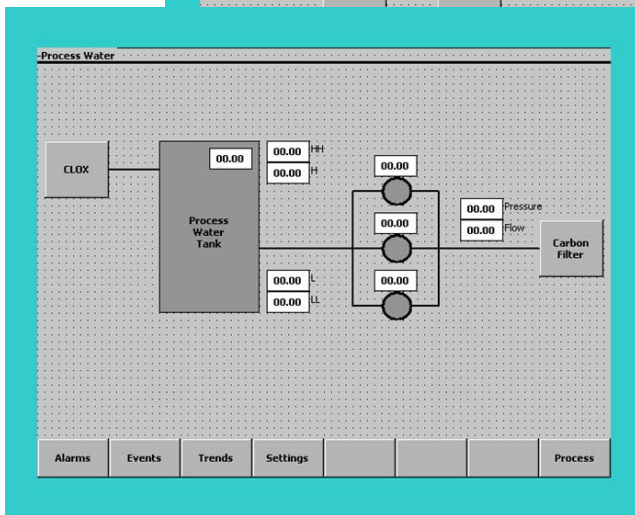 Process Water
00.00 HH
00.00
00.00
CLOX
00.00 H
00.00 Pressure
00.00
Process
Water
Tank
00.00 Flow
Carbon
Filter
00.00 L
00.00
00.00 LL
Alarms Events Trends Settings Process